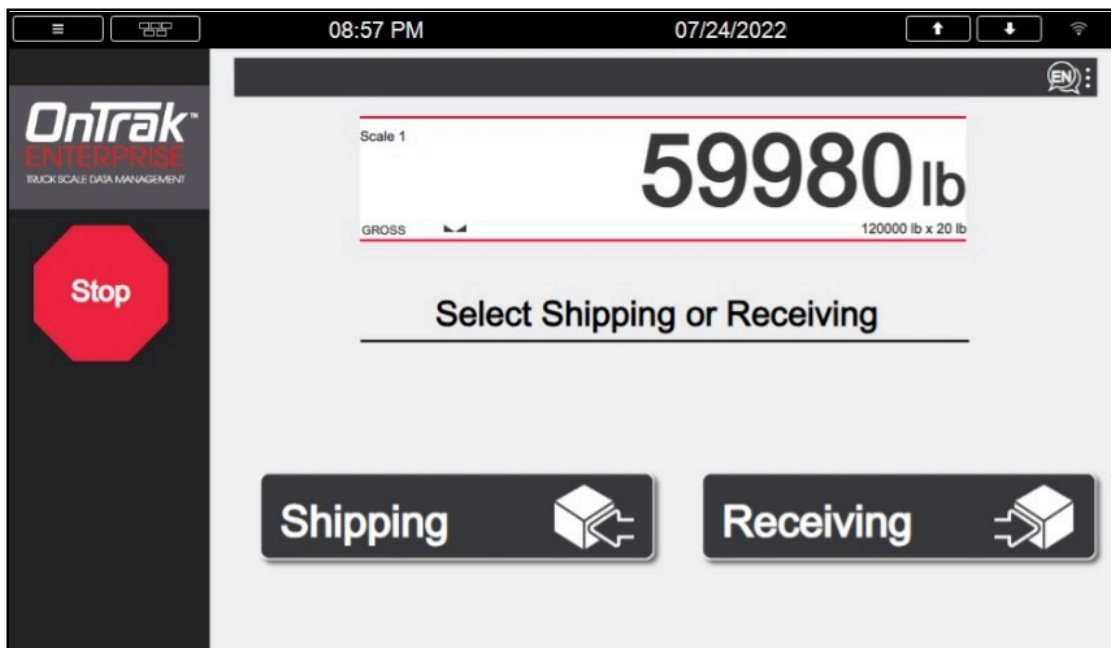 08:57 PM 07/24/2022
EN
OnTrak™
ENTERPRISE
TRUCK SCALE DATA MANAGEMENT
Scale 1
59980 lb
GROSS 120000 lb x 20 lb
Stop
Select Shipping or Receiving
Shipping Receiving